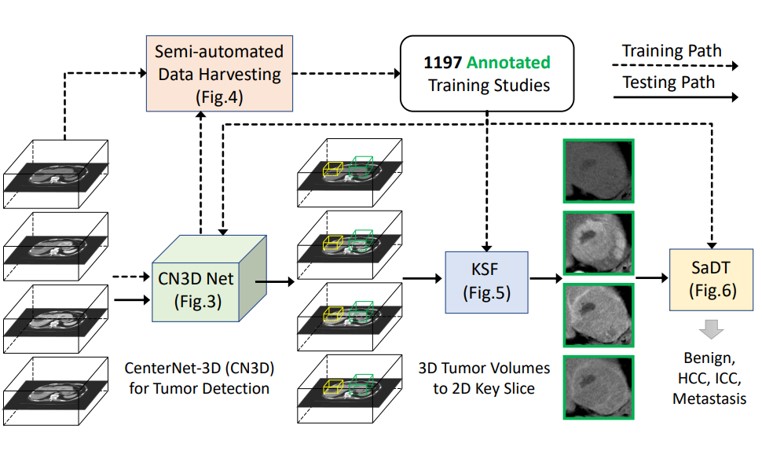 Semi-automated
Data Harvesting
(Fig.4)
1197 Annotated
Training Studies
Training Path
Testing Path
CN3D Net
(Fig.3)
KSF
(Fig.5)
SaDT
(Fig.6)
CenterNet-3D (CN3D)
for Tumor Detection
3D Tumor Volumes
to 2D Key Slice
Benign,
HCC, ICC,
Metastasis